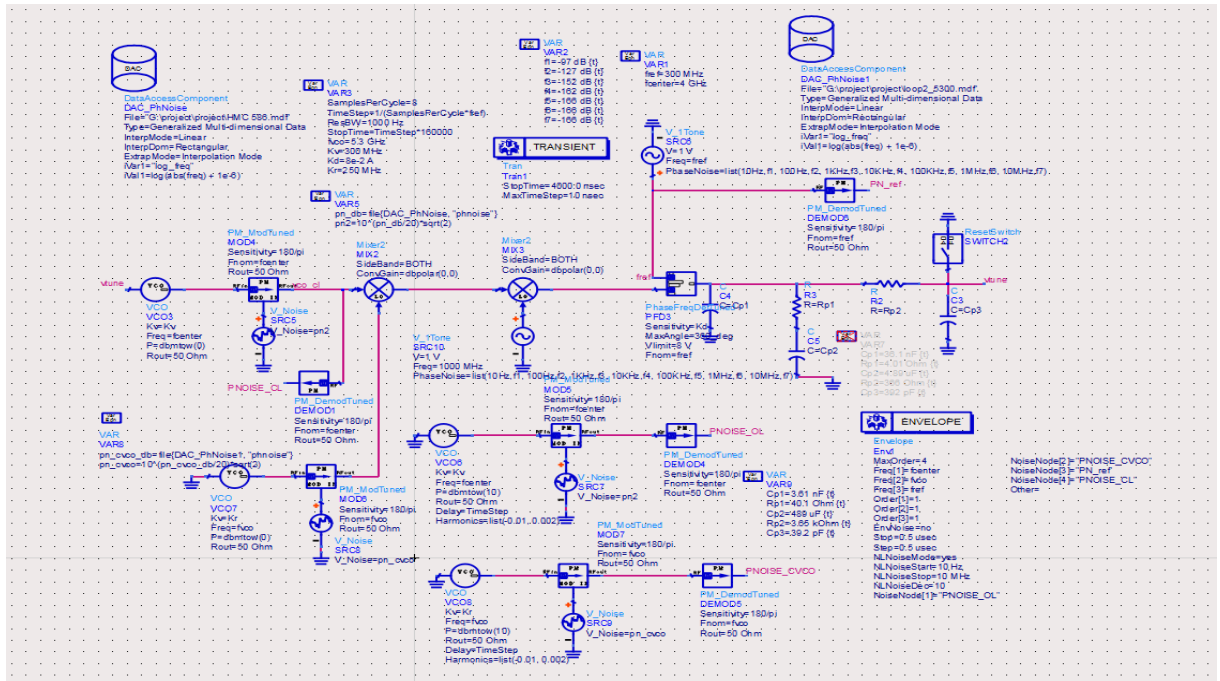 DAC
DataAccessComponent
DAC_PhNoise
File="G:\project\project\HMC 586.mdf"
Type=Generalized Multi-dimensional Data
InterpMode=Linear
InterpDom=Rectangular
ExtrapMode=Interpolation Mode
iVar1="log_freq"
iVal1=log(abs(freq) + 1e-6)
VAR
VAR3
SamplesPerCycle=8
TimeStep=1/(SamplesPerCycle*fref)
ResBW=1000 Hz
StopTime=TimeStep*160000
fvco=5.3 GHz
Kv=300 MHz
Kd=8e-2 A
Kr=250 MHz
VAR
VAR5
pn_db=file{DAC_PhNoise, "phnoise"}
pn2=10^(pn_db/20)*sqrt(2)
VAR
VAR2
f1=-97 dB {t}
f2=-127 dB {t}
f3=-152 dB {t}
f4=-162 dB {t}
f5=-166 dB {t}
f6=-166 dB {t}
f7=-166 dB {t}
VAR
VAR1
fref=300 MHz
fcenter=4 GHz
DAC
DataAccessComponent
DAC_PhNoise1
File="G:\project\project\loop2_5300.mdf"
Type=Generalized Multi-dimensional Data
InterpMode=Linear
InterpDom=Rectangular
ExtrapMode=Interpolation Mode
iVar1="log_freq"
iVal1=log(abs(freq) + 1e-6)
TRANSIENT
Tran
Tran1
StopTime=4800.0 nsec
MaxTimeStep=1.0 nsec
V_1Tone
SRC6
V=1 V
Freq=fref
PhaseNoise=list(10Hz,f1, 100Hz,f2, 1KHz,f3, 10KHz,f4, 100KHz,f5, 1MHz,f6, 10MHz,f7)
PN_ref
PM_DemodTuned
DEMOD6
Sensitivity=180/pi
Fnom=fref
Rout=50 Ohm
ResetSwitch
SWITCH2
vtune
VCO
VCO3
Kv=Kv
Freq=fcenter
P=dbmtow(0)
Rout=50 Ohm
PM_ModTuned
MOD4
Sensitivity=180/pi
Fnom=fcenter
Rout=50 Ohm
vco_cl
V_Noise
SRC5
V_Noise=pn2
Mixer2
MIX2
SideBand=BOTH
ConvGain=dbpolar(0,0)
Mixer2
MIX3
SideBand=BOTH
ConvGain=dbpolar(0,0)
V_1Tone
SRC10
V=1 V
Freq=1000 MHz
PhaseNoise=list(10Hz,f1, 100Hz,f2, 1KHz,f3, 10KHz,f4, 100KHz,f5, 1MHz,f6, 10MHz,f7)
fref
PFD3
Sensitivity=Kd
Vlimit=8 V
Fnom=fref
C
C4
C=Cp1
R
R3
R=Rp1
C
C5
C=Cp2
R
R2
R=Rp2
C
C3
C=Cp3
vtune
PNOISE_CL
PM_DemodTuned
DEMOD1
Sensitivity=180/pi
Fnom=fcenter
Rout=50 Ohm
VAR
VAR8
pn_cvco_db=file{DAC_PhNoise1, "phnoise"}
pn_cvco=10^(pn_cvco_db/20)*sqrt(2)
VCO
VCO7
Kv=Kr
Freq=fvco
P=dbmtow(0)
Rout=50 Ohm
PM_ModTuned
MOD6
Sensitivity=180/pi
Fnom=fvco
Rout=50 Ohm
V_Noise
SRC8
V_Noise=pn_cvco
VCO
VCO6
Kv=Kv
Freq=fcenter
P=dbmtow(10)
Rout=50 Ohm
Delay=TimeStep
Harmonics=list(-0.01, 0.002)
PM_ModTuned
MOD5
Sensitivity=180/pi
Fnom=fcenter
Rout=50 Ohm
V_Noise
SRC7
V_Noise=pn2
PNOISE_OL
PM_DemodTuned
DEMOD4
Sensitivity=180/pi
Fnom=fcenter
Rout=50 Ohm
VAR
VAR9
Cp1=3.61 nF {t}
Rp1=40.1 Ohm {t}
Cp2=489 uF {t}
Rp2=3.65 kOhm {t}
Cp3=39.2 pF {t}
VCO
VCO8
Kv=Kr
Freq=fvco
P=dbmtow(10)
Rout=50 Ohm
Delay=TimeStep
Harmonics=list(-0.01, 0.002)
PM_ModTuned
MOD7
Sensitivity=180/pi
Fnom=fvco
Rout=50 Ohm
V_Noise
SRC9
V_Noise=pn_cvco
PNOISE_CVCO
PM_DemodTuned
DEMOD5
Sensitivity=180/pi
Fnom=fvco
Rout=50 Ohm
ENVELOPE
Envelope
Env1
MaxOrder=4
Freq[1]=fcenter
Freq[2]=fvco
Freq[3]=fref
Order[1]=1
Order[2]=1
Order[3]=1
EnvNoise=no
Stop=0.5 usec
Step=0.5 usec
NLNoiseMode=yes
NLNoiseStart=10 Hz
NLNoiseStop=10 MHz
NLNoiseDec=10
NoiseNode[1]="PNOISE_OL"
NoiseNode[2]="PNOISE_CVCO"
NoiseNode[3]="PN_ref"
NoiseNode[4]="PNOISE_CL"
Other=